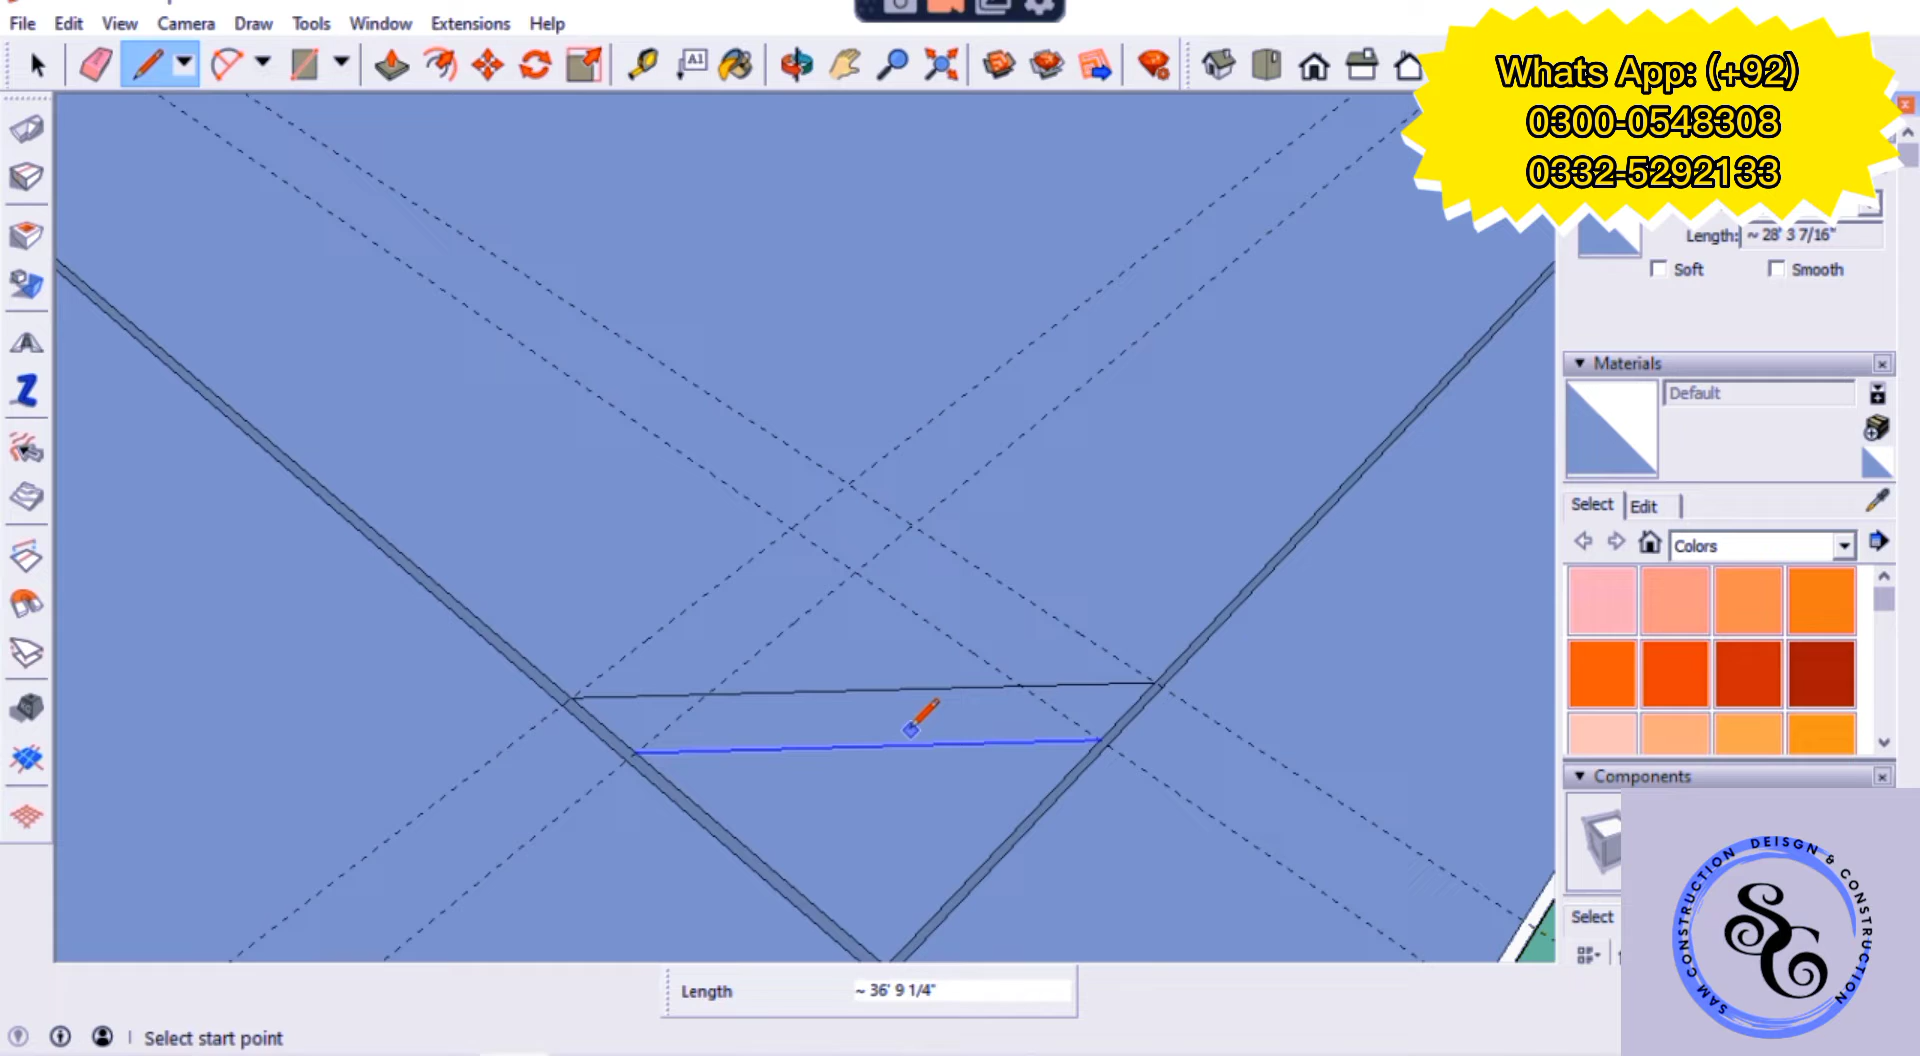 File Edit View Camera Draw Tools Window Extensions Help
A1
Whats App: (+92)
0300-0548308
0332-5292133
Length: ~ 28' 3 7/16"
Soft Smooth
Materials
Default
Select Edit
Colors
Components
Select
SAM CONSTRUCTION DEISGN & CONSTRUCTION
SC
Length ~ 36' 9 1/4"
Select start point